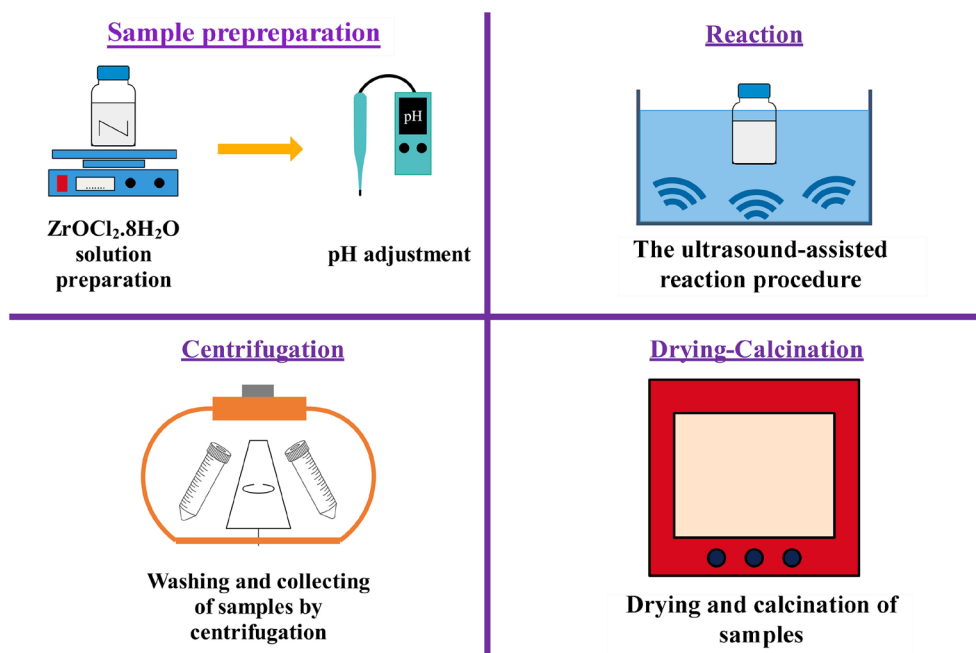 Sample prepreparation
pH
ZrOCl₂.8H₂O
solution
preparation
pH adjustment
Reaction
The ultrasound-assisted
reaction procedure
Centrifugation
Washing and collecting
of samples by
centrifugation
Drying-Calcination
Drying and calcination of
samples